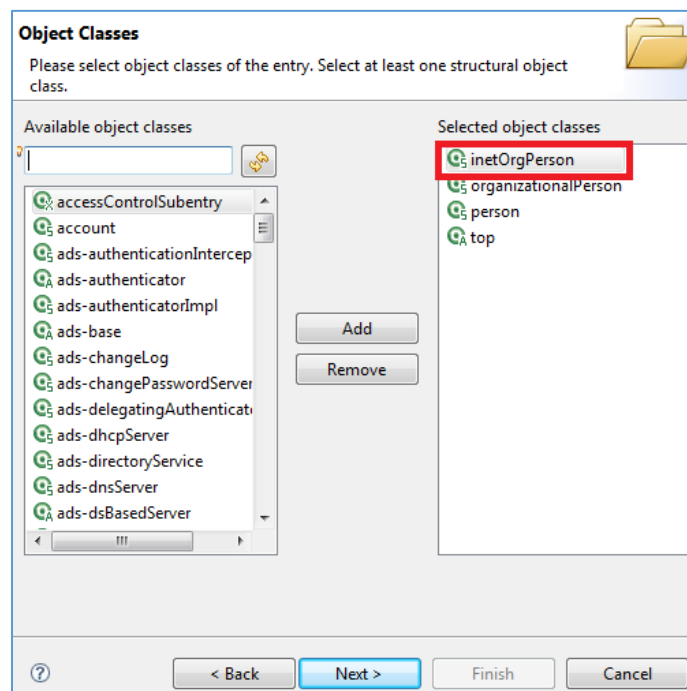 Object Classes
Please select object classes of the entry. Select at least one structural object
class.
Available object classes
Selected object classes
accessControlSubentry
account
ads-authenticationIntercep
ads-authenticator
ads-authenticatorImpl
ads-base
ads-changeLog
ads-changePasswordServer
ads-delegatingAuthenticat
ads-dhcpServer
ads-directoryService
ads-dnsServer
ads-dsBasedServer
Add
Remove
inetOrgPerson
organizationalPerson
person
top
< Back
Next >
Finish
Cancel